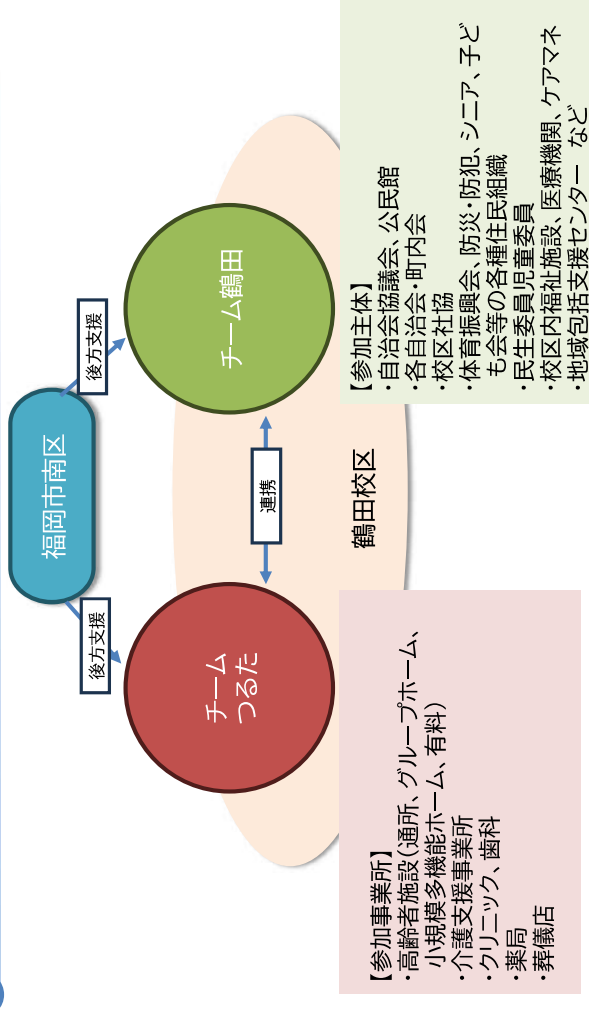 福岡市南区
後方支援
後方支援
チーム
つるた
連携
チーム鶴田
鶴田校区
【参加事業所】
・高齢者施設（通所、グループホーム、
小規模多機能ホーム、有料）
・介護支援事業所
・クリニック、歯科
・薬局
・葬儀店
【参加主体】
・自治会協議会、公民館
・各自治会・町内会
・校区社協
・体育振興会、防災・防犯、シニア、子ど
も会等の各種住民組織
・民生委員児童委員
・校区内福祉施設、医療機関、ケアマネ
・地域包括支援センター など